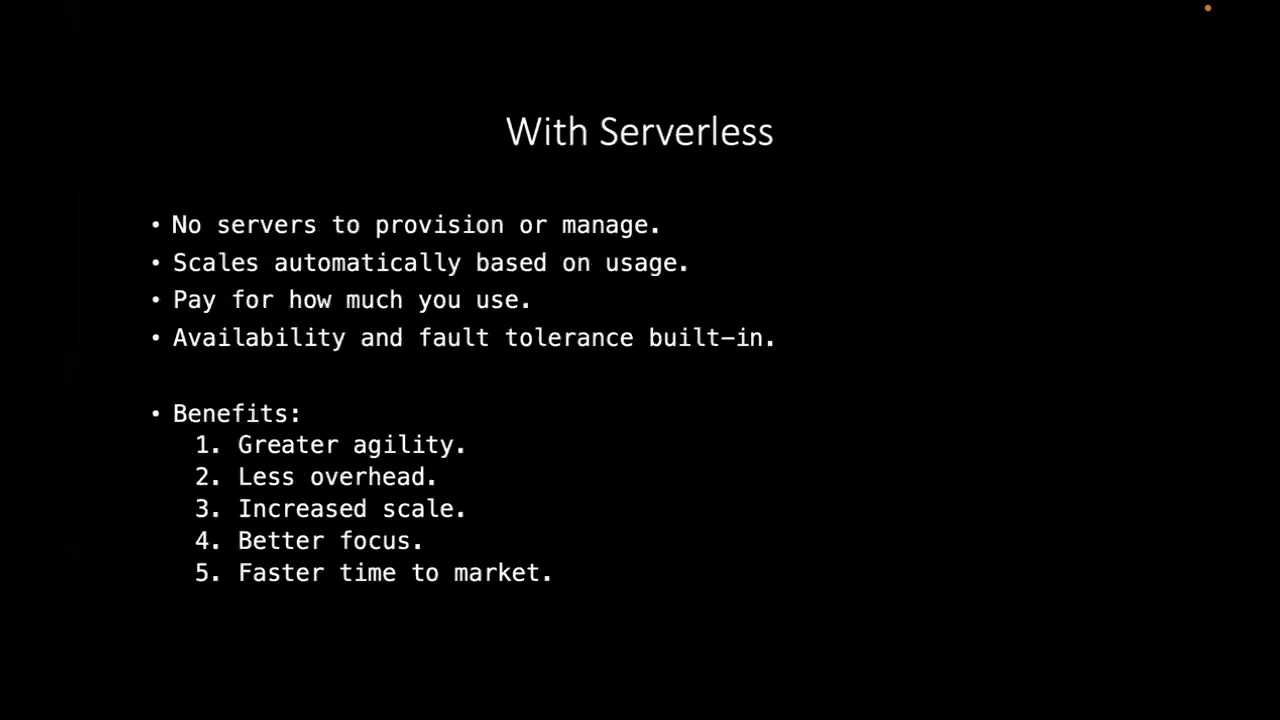 With Serverless
• No servers to provision or manage.
• Scales automatically based on usage.
• Pay for how much you use.
• Availability and fault tolerance built-in.
• Benefits:
1. Greater agility.
2. Less overhead.
3. Increased scale.
4. Better focus.
5. Faster time to market.